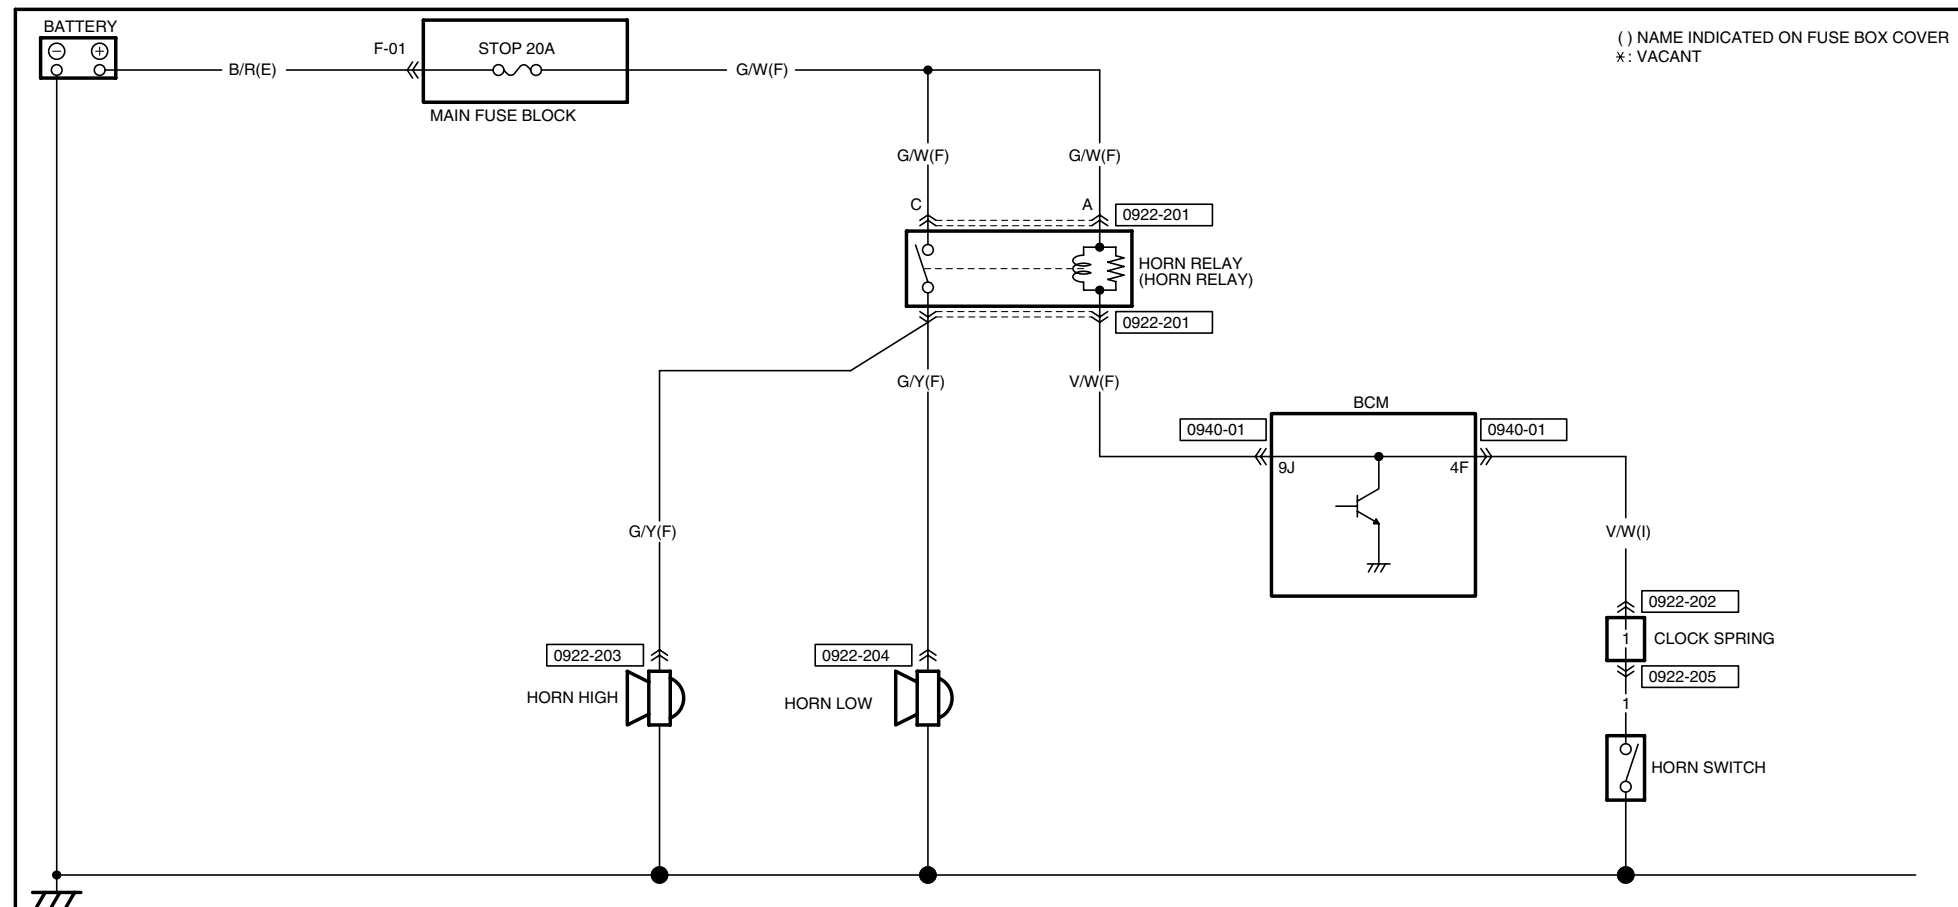 BATTERY
( ) NAME INDICATED ON FUSE BOX COVER
*: VACANT
B/R(E)
F-01
STOP 20A
MAIN FUSE BLOCK
G/W(F)
G/W(F)
G/W(F)
C
A
0922-201
HORN RELAY
(HORN RELAY)
0922-201
G/Y(F)
V/W(F)
BCM
0940-01
0940-01
9J
4F
G/Y(F)
V/W(I)
0922-202
1
CLOCK SPRING
0922-205
1
0922-203
0922-204
HORN HIGH
HORN LOW
HORN SWITCH